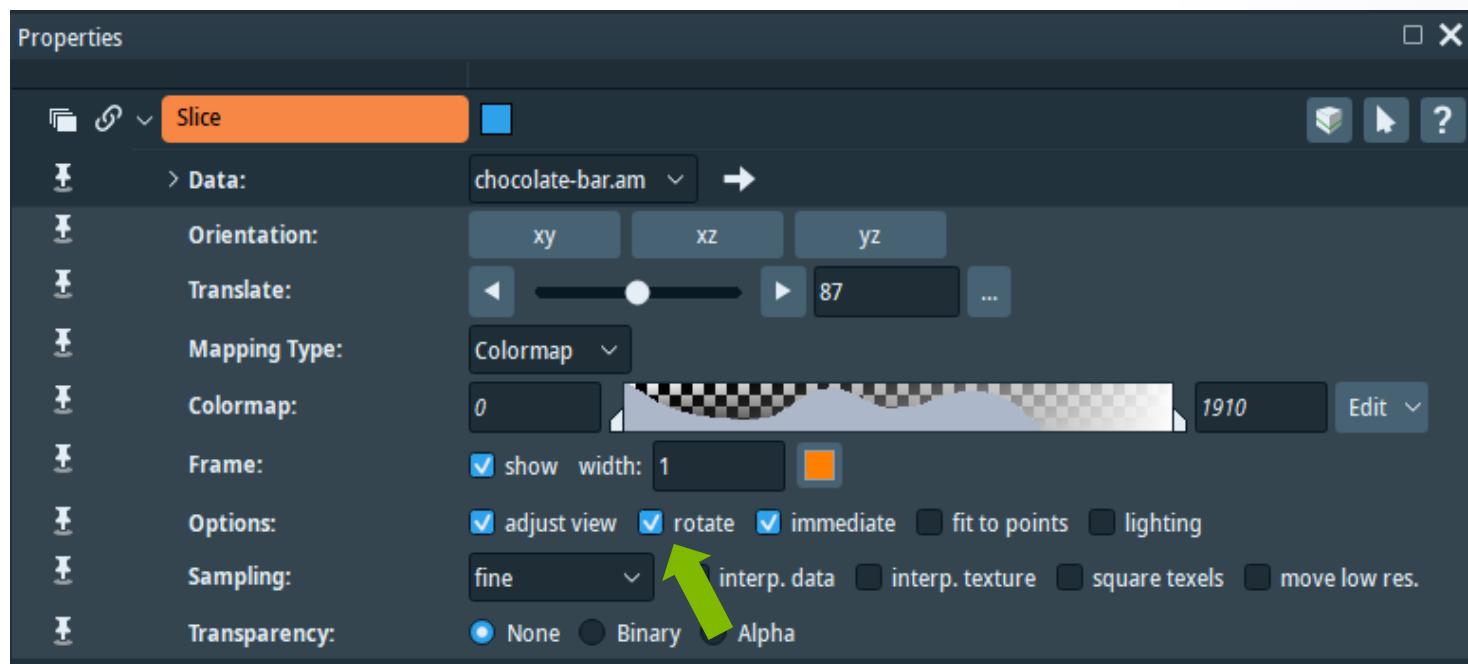 Properties
Slice ?
Data: chocolate-bar.am
Orientation: xy xz yz
Translate: 87 ...
Mapping Type: Colormap
Colormap: 0 1910 Edit
Frame: show width: 1
Options: adjust view rotate immediate fit to points lighting
Sampling: fine interp. data interp. texture square texels move low res.
Transparency: None Binary Alpha